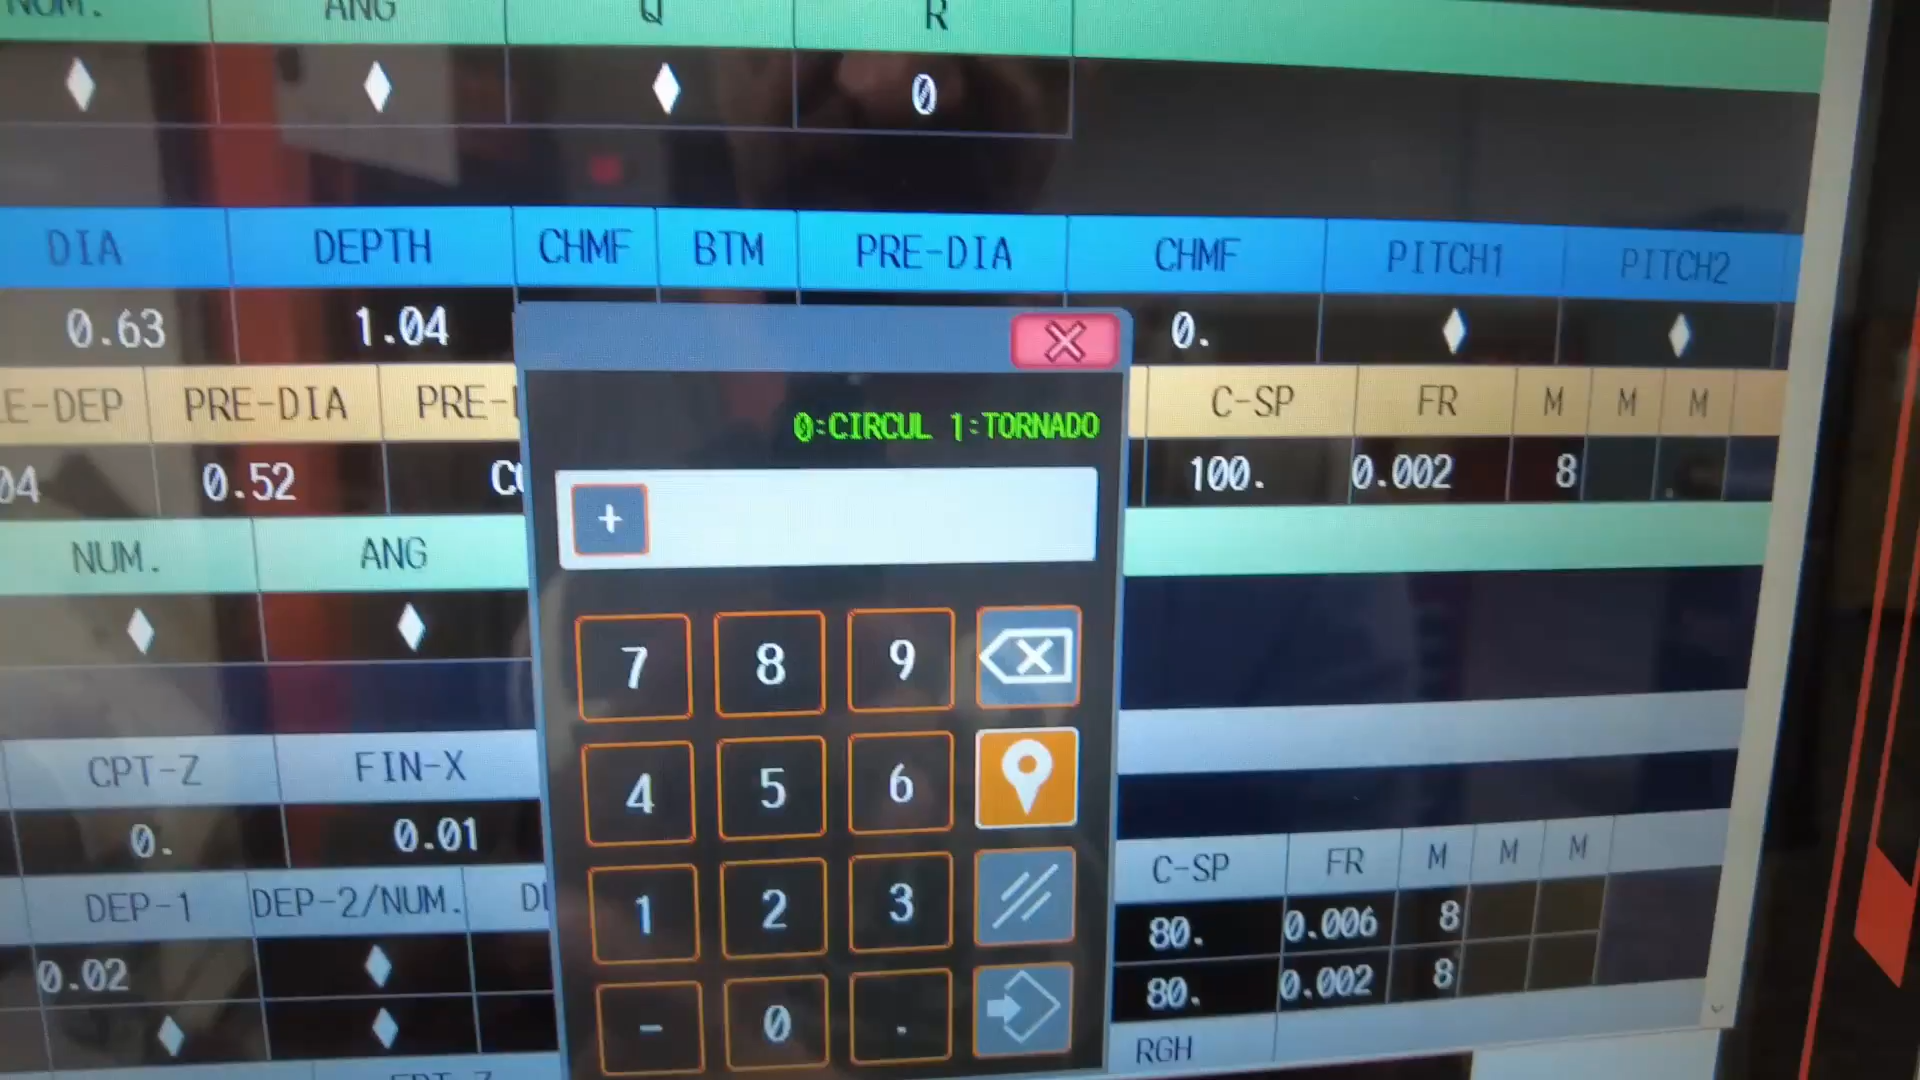 NUM. ANG Q R
0
DIA DEPTH CHMF BTM PRE-DIA CHMF PITCH1 PITCH2
0.63 1.04 0.
PRE-DIA C-SP FR M M M
0.52 100. 0.002 8
0:CIRCUL 1:TORNADO
+
NUM. ANG
7 8 9
4 5 6
1 2 3
- 0 .
CPT-Z FIN-X
0. 0.01
DEP-1 DEP-2/NUM. C-SP FR M M M
0.02 80. 0.006 8
80. 0.002 8
RGH